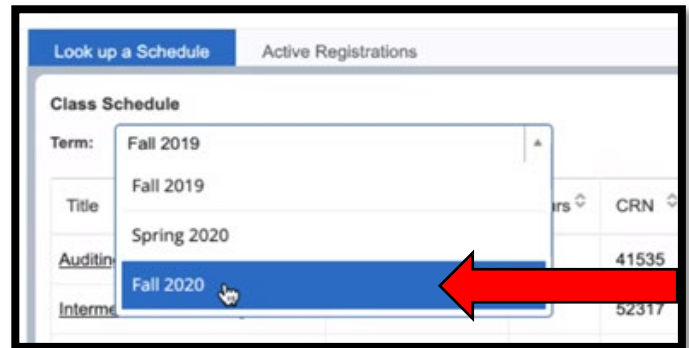 Look up a Schedule Active Registrations
Class Schedule
Term: Fall 2019
Fall 2019
Title CRN
Spring 2020
41535
Fall 2020
52317